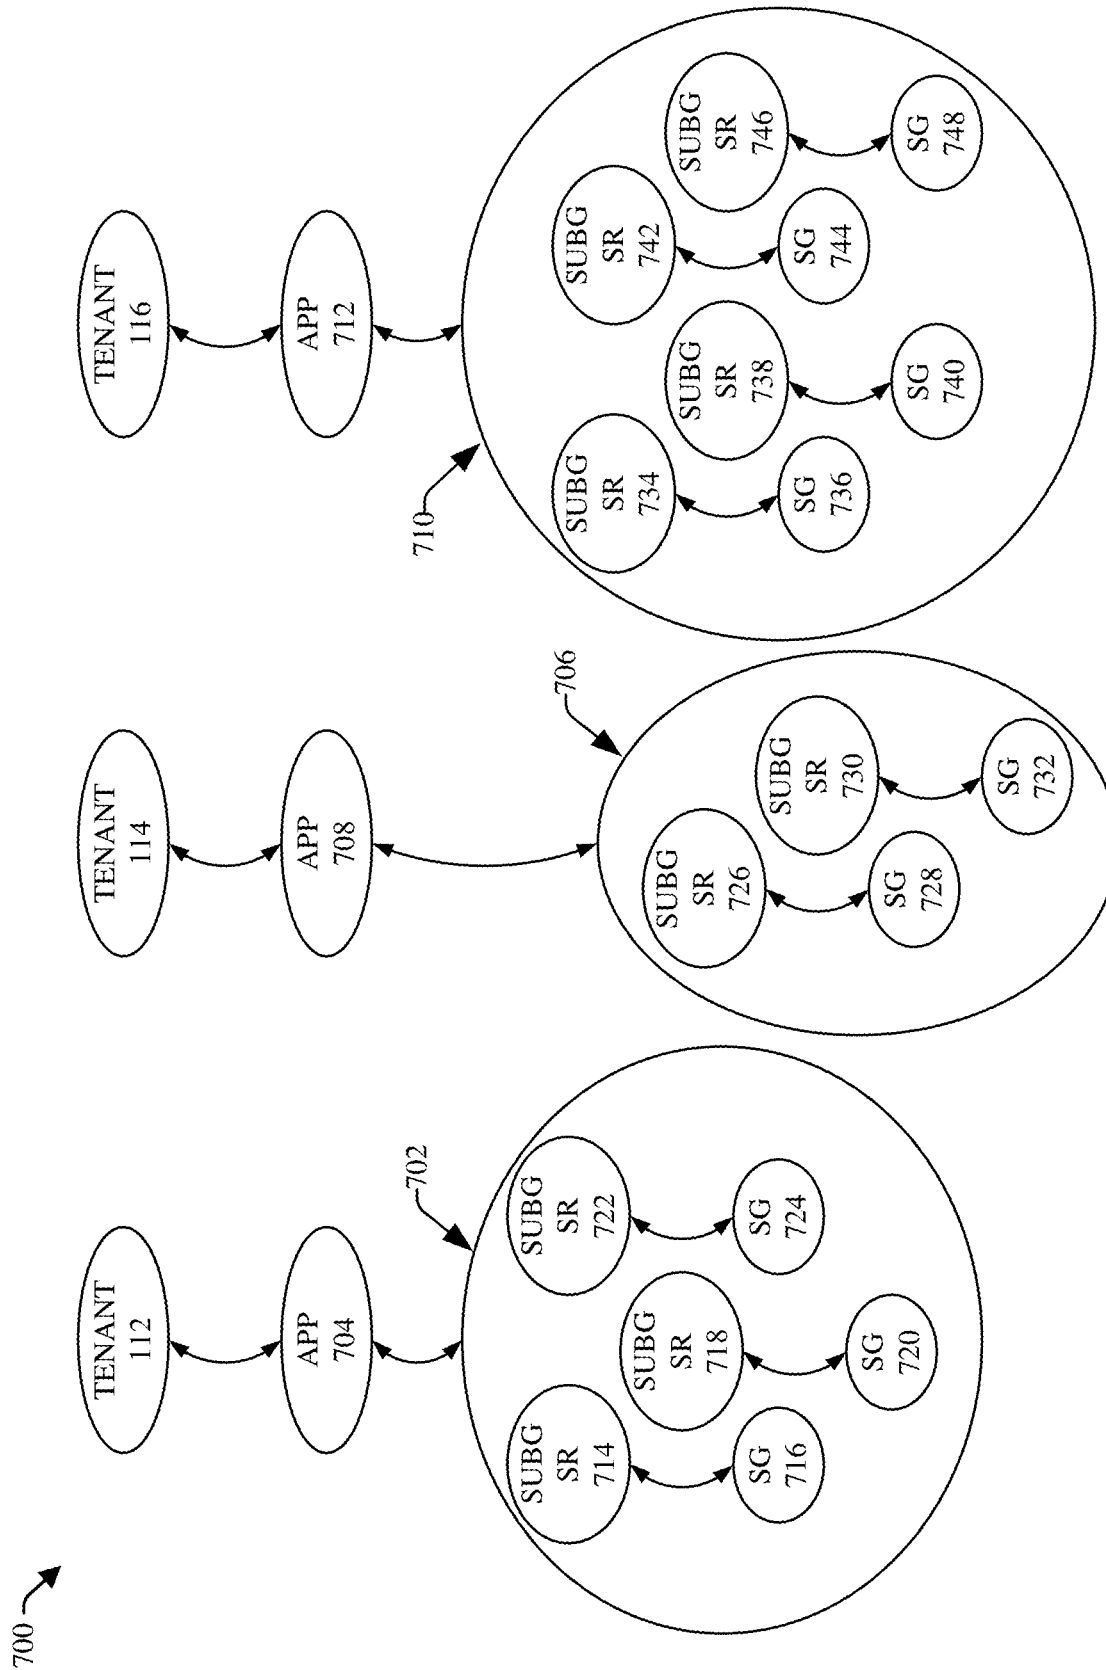 700
TENANT
112
TENANT
114
TENANT
116
APP
704
APP
708
APP
712
702
706
710
SUBG
SR
714
SG
716
SUBG
SR
718
SG
720
SUBG
SR
722
SG
724
SUBG
SR
726
SG
728
SUBG
SR
730
SG
732
SUBG
SR
734
SG
736
SUBG
SR
738
SG
740
SUBG
SR
742
SG
744
SUBG
SR
746
SG
748